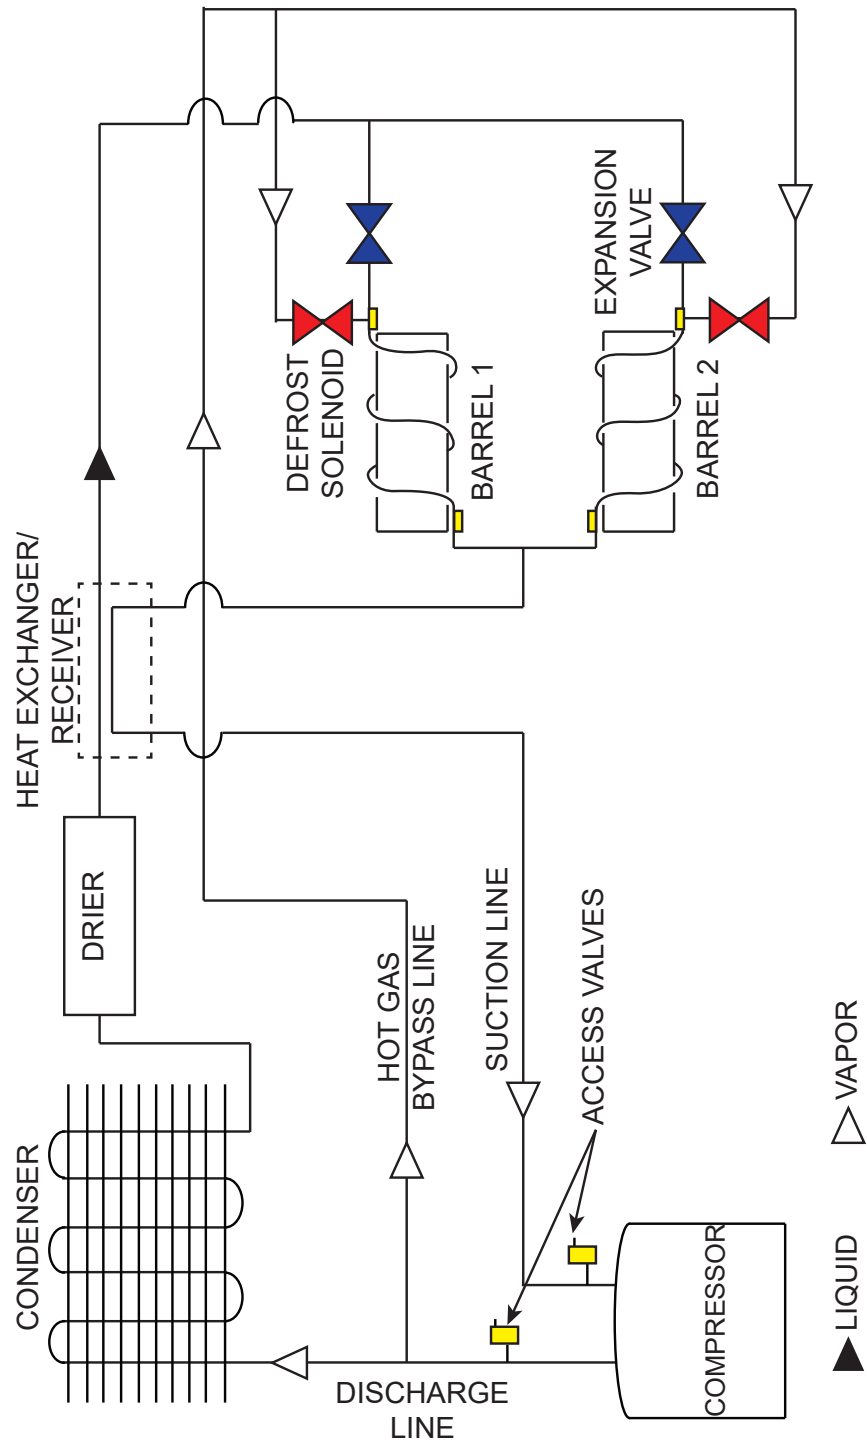 CONDENSER
DRIER
HEAT EXCHANGER/
RECEIVER
DISCHARGE
LINE
HOT GAS
BYPASS LINE
SUCTION LINE
ACCESS VALVES
COMPRESSOR
DEFROST
SOLENOID
BARREL 1
EXPANSION
VALVE
BARREL 2
LIQUID
VAPOR